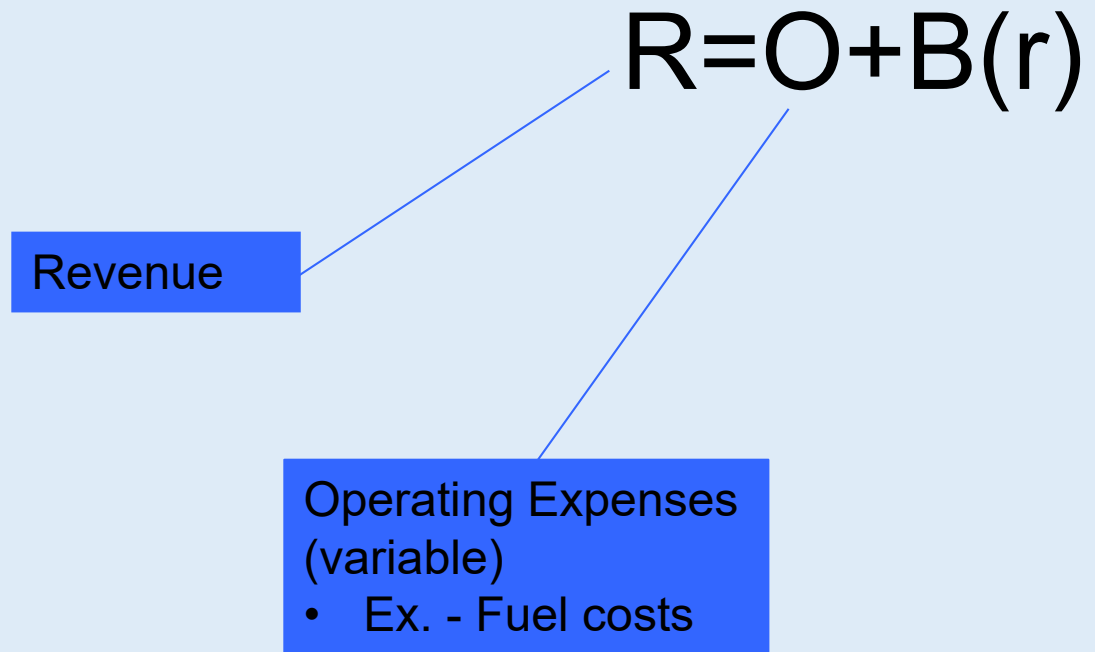 R=O+B(r)
Revenue
Operating Expenses
(variable)
• Ex. - Fuel costs